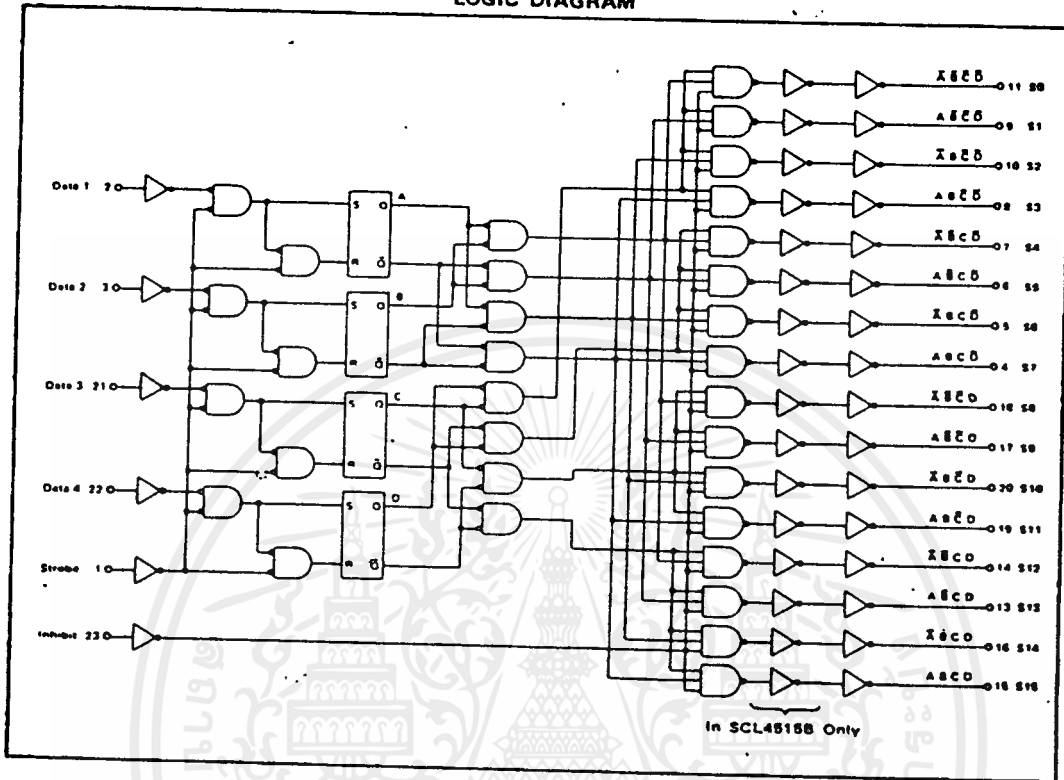 LOGIC DIAGRAM
Data 1 2
Data 2 3
Data 3 21
Data 4 22
Strobe 1
Inhibit 23
S Q A
R Q̄
S Q B
R Q̄
S Q C
R Q̄
S Q D
R Q̄
ĀB̄C̄D̄ 11 S0
AB̄C̄D̄ 9 S1
ĀBC̄D̄ 10 S2
ABC̄D̄ 8 S3
ĀB̄CD̄ 7 S4
AB̄CD̄ 6 S5
ĀBCD̄ 5 S6
ABCD̄ 4 S7
ĀB̄C̄D 18 S8
AB̄C̄D 17 S9
ĀBC̄D 20 S10
ABC̄D 19 S11
ĀB̄CD 14 S12
AB̄CD 13 S13
ĀBCD 16 S14
ABCD 15 S15
In SCL4515B Only